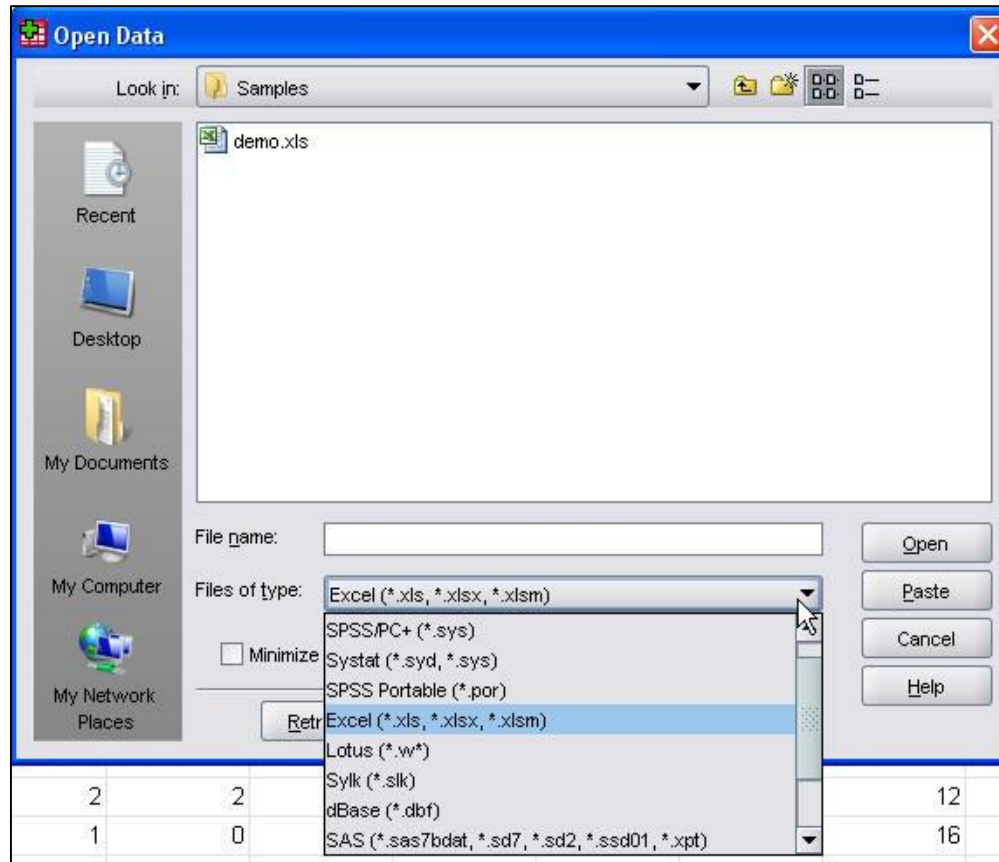 Open Data
Look in: Samples
demo.xls
Recent
Desktop
My Documents
My Computer
My Network
Places
File name:
Open
Files of type: Excel (*.xls, *.xlsx, *.xlsm)
Paste
SPSS/PC+ (*.sys)
Cancel
Minimize
Systat (*.syd, *.sys)
SPSS Portable (*.por)
Help
Retr
Excel (*.xls, *.xlsx, *.xlsm)
Lotus (*.w*)
Sylk (*.slk)
dBase (*.dbf)
SAS (*.sas7bdat, *.sd7, *.sd2, *.ssd01, *.xpt)
2 2 12
1 0 16